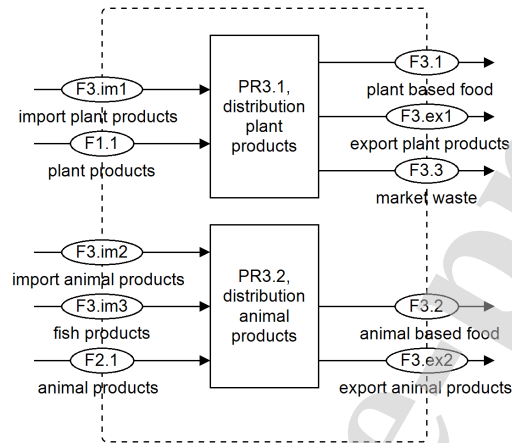 F3.im1
import plant products
F1.1
plant products
PR3.1,
distribution
plant
products
F3.1
plant based food
F3.ex1
export plant products
F3.3
market waste
F3.im2
import animal products
F3.im3
fish products
F2.1
animal products
PR3.2,
distribution
animal
products
F3.2
animal based food
F3.ex2
export animal products